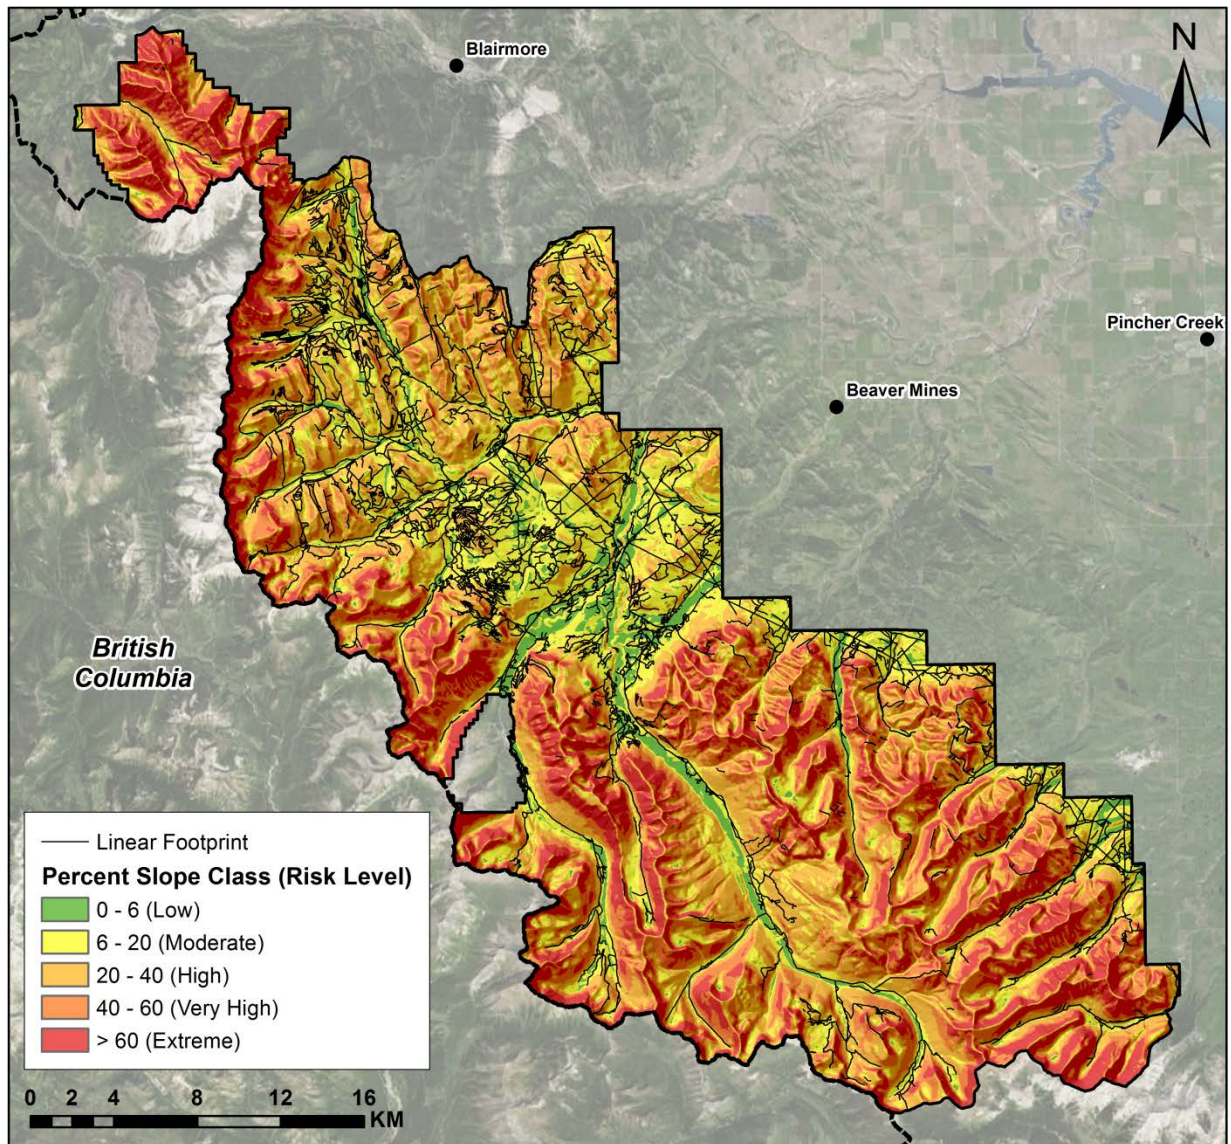 Blairmore
N
Pincher Creek
Beaver Mines
British
Columbia
Linear Footprint
Percent Slope Class (Risk Level)
0 - 6 (Low)
6 - 20 (Moderate)
20 - 40 (High)
40 - 60 (Very High)
> 60 (Extreme)
0 2 4 8 12 16
KM